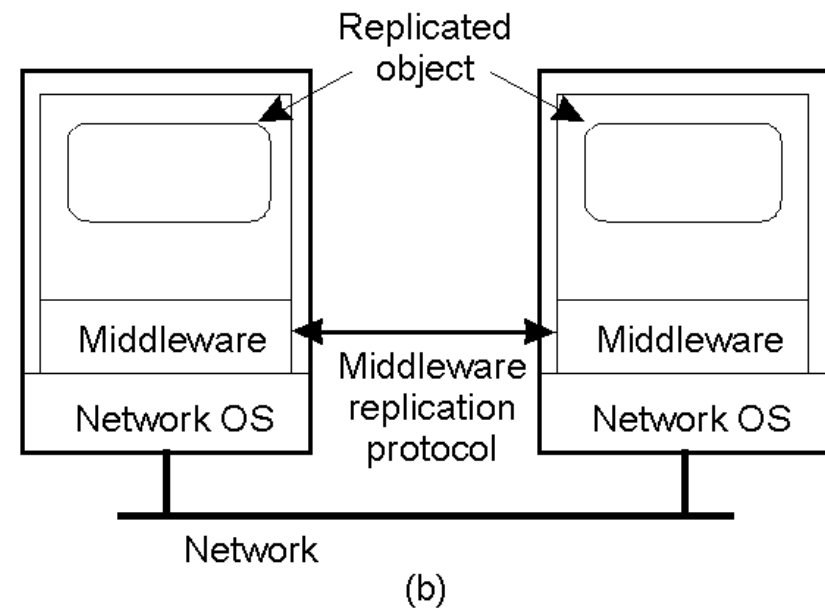 Replicated
object
Middleware
Middleware
Middleware
replication
protocol
Network OS
Network OS
Network
(b)